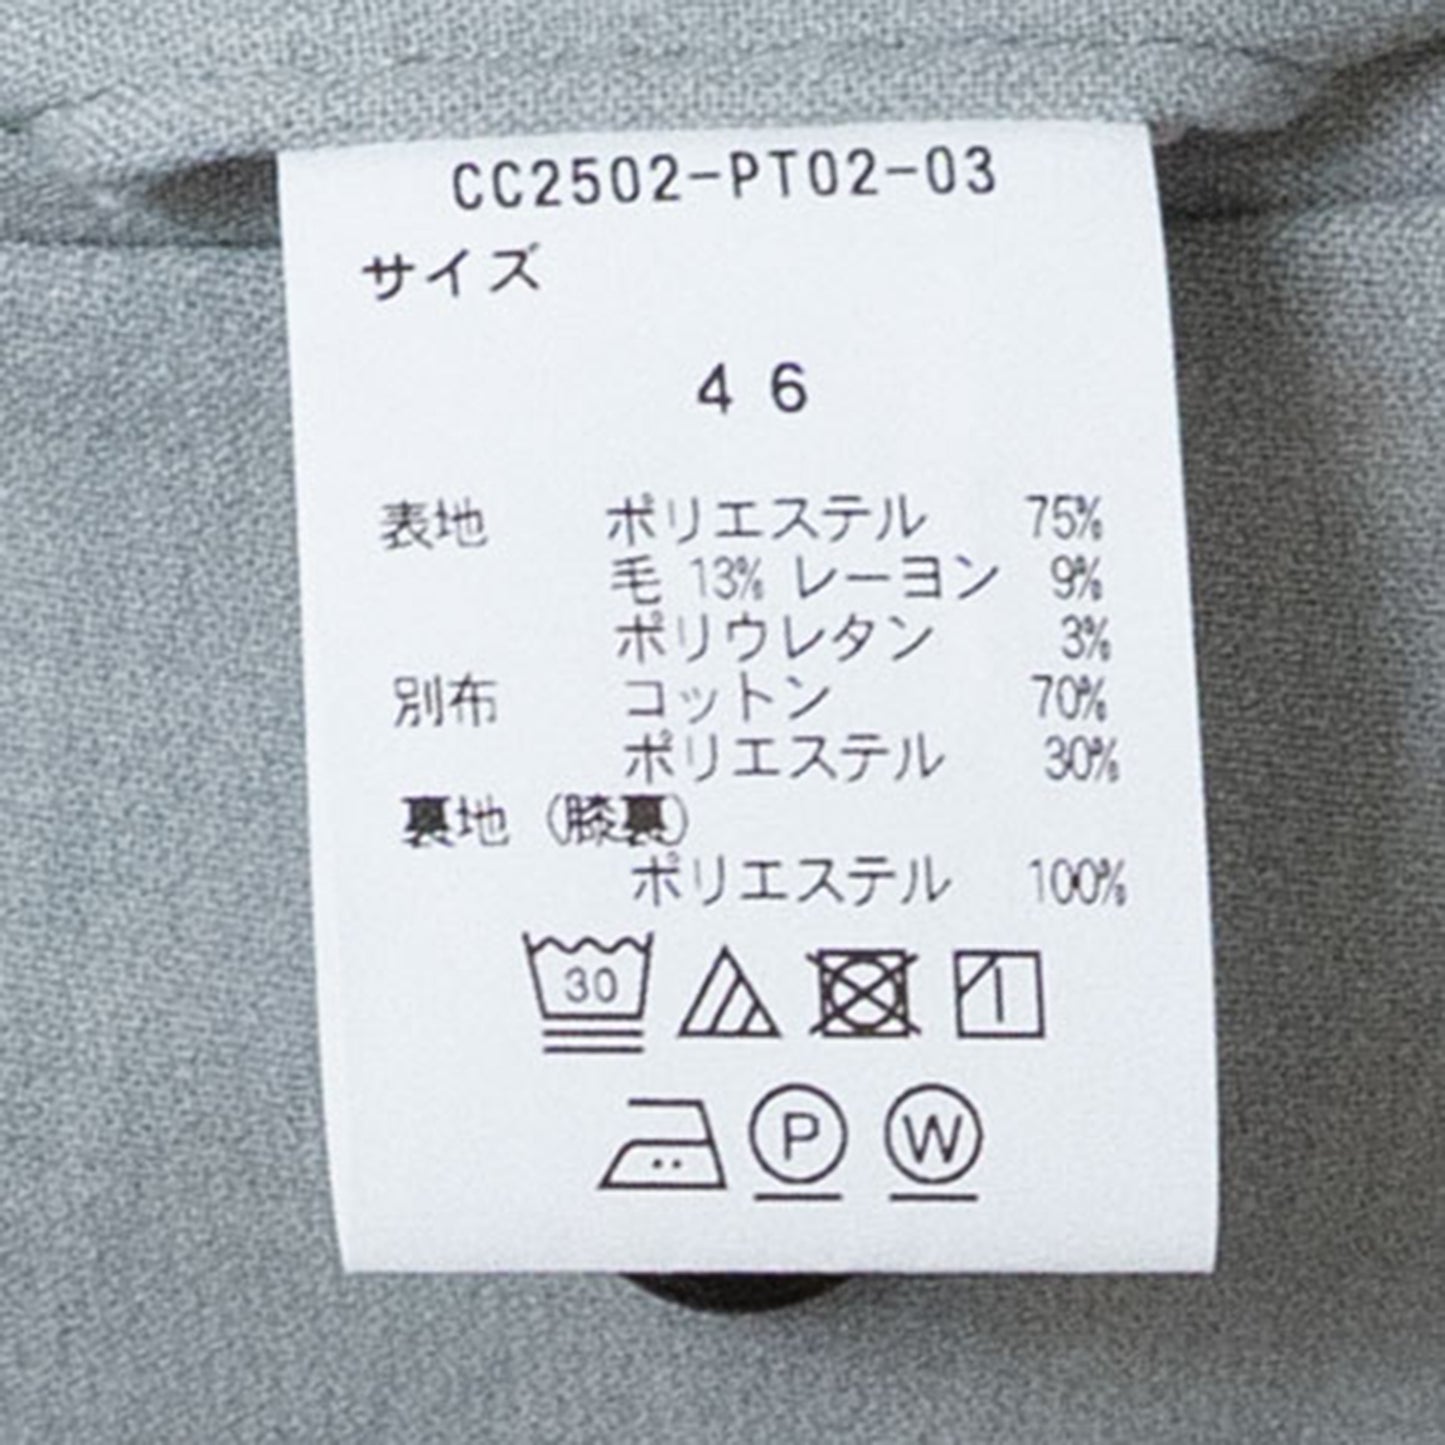 CC2502-PT02-03
サイズ
46
表地 ポリエステル 75%
毛 13% レーヨン 9%
ポリウレタン 3%
別布 コットン 70%
ポリエステル 30%
裏地 (膝裏)
ポリエステル 100%
30
P W